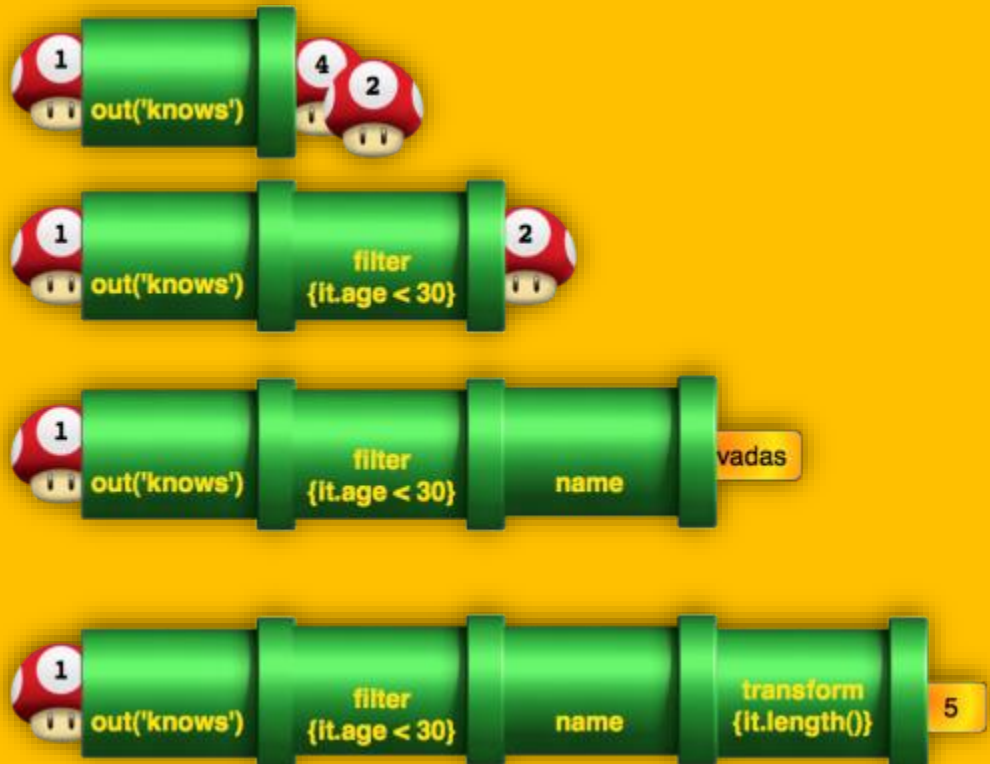 1 out('knows') 4 2
1 out('knows') filter 2
{it.age < 30}
1 out('knows') filter name vadas
{it.age < 30}
1 out('knows') filter name transform 5
{it.age < 30} {it.length()}